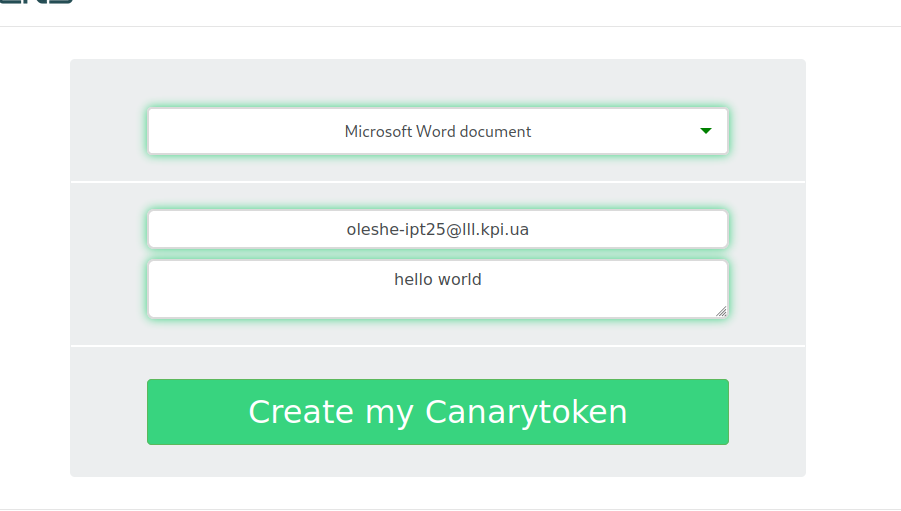 Microsoft Word document
oleshe-ipt25@lll.kpi.ua
hello world
Create my Canarytoken